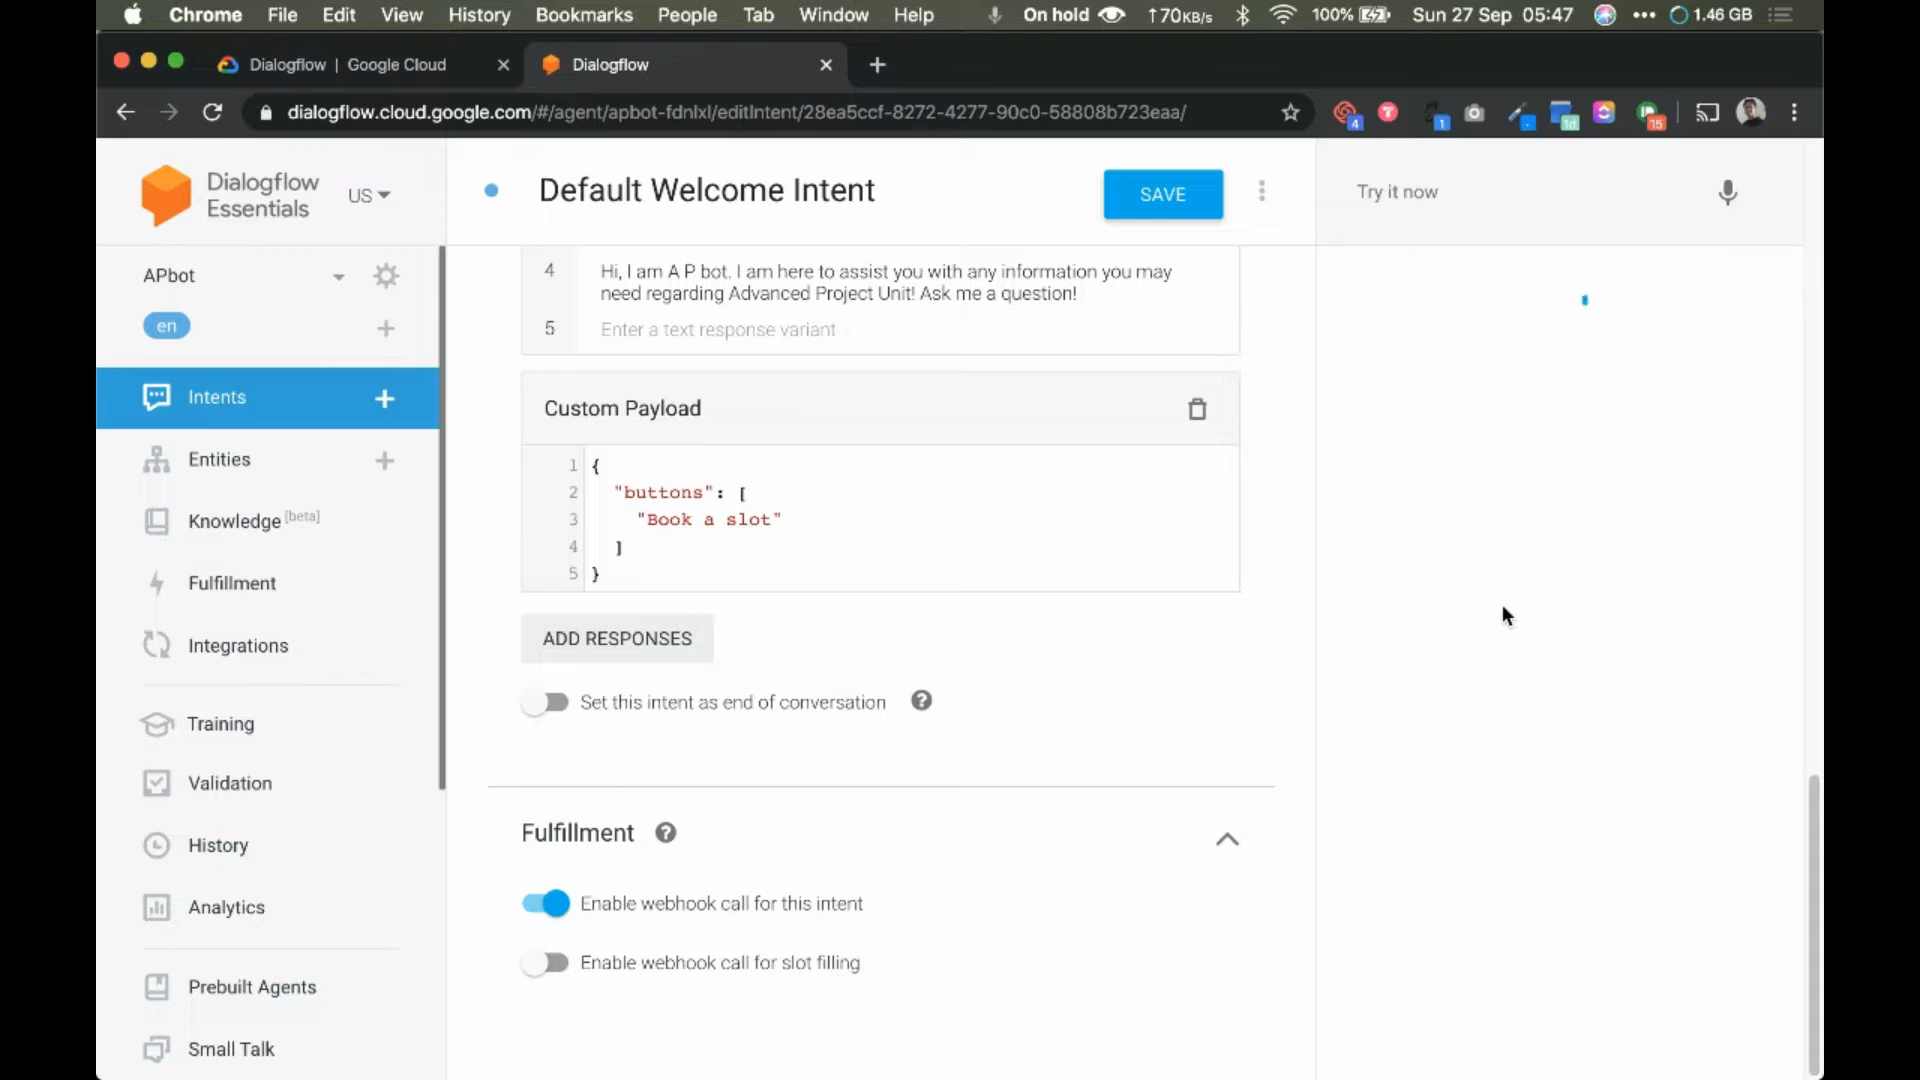 Chrome File Edit View History Bookmarks People Tab Window Help On hold ↑70KB/s 100% Sun 27 Sep 05:47 1.46 GB
Dialogflow | Google Cloud
Dialogflow
dialogflow.cloud.google.com/#/agent/apbot-fdnlxl/editIntent/28ea5ccf-8272-4277-90c0-58808b723eaa/
4
1
1d
15
Dialogflow
Essentials
US
Default Welcome Intent
SAVE
Try it now
APbot
en
Intents
Entities
Knowledge [beta]
Fulfillment
Integrations
Training
Validation
History
Analytics
Prebuilt Agents
Small Talk
4 Hi, I am A P bot. I am here to assist you with any information you may
need regarding Advanced Project Unit! Ask me a question!
5 Enter a text response variant
Custom Payload
1 {
2 "buttons": [
3 "Book a slot"
4 ]
5 }
ADD RESPONSES
Set this intent as end of conversation
Fulfillment
Enable webhook call for this intent
Enable webhook call for slot filling